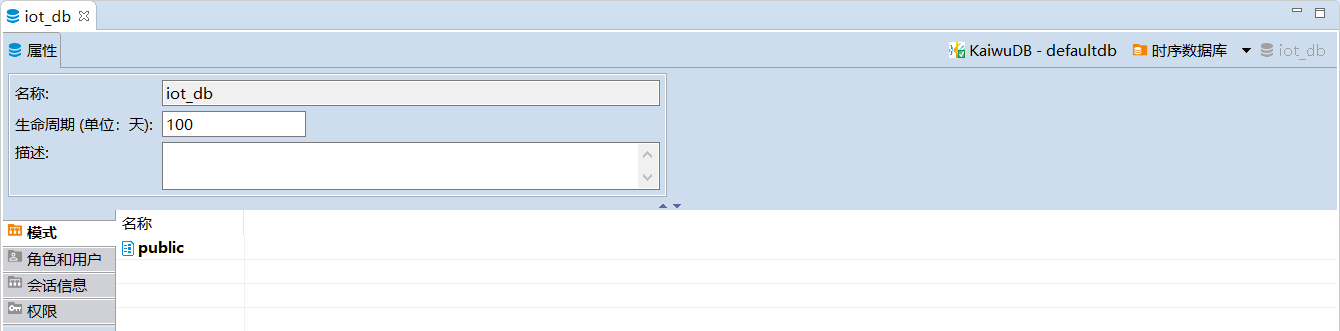 iot_db
属性
KaiwuDB - defaultdb 时序数据库 iot_db
名称: iot_db
生命周期 (单位：天): 100
描述:
模式
角色和用户
会话信息
权限
名称
public